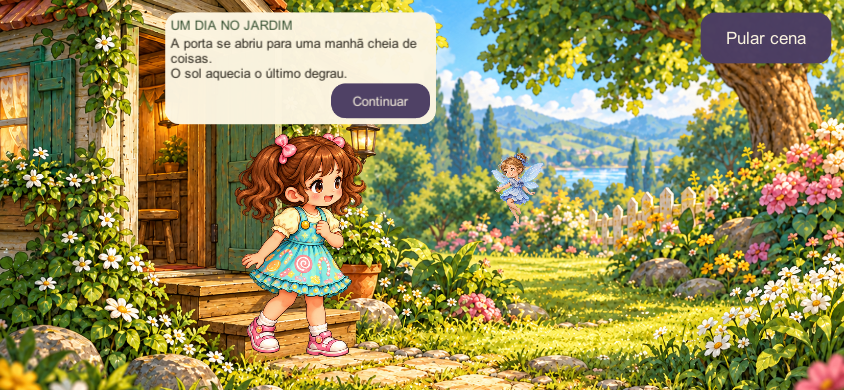 UM DIA NO JARDIM
A porta se abriu para uma manhã cheia de
coisas.
O sol aquecia o último degrau.
Continuar
Pular cena